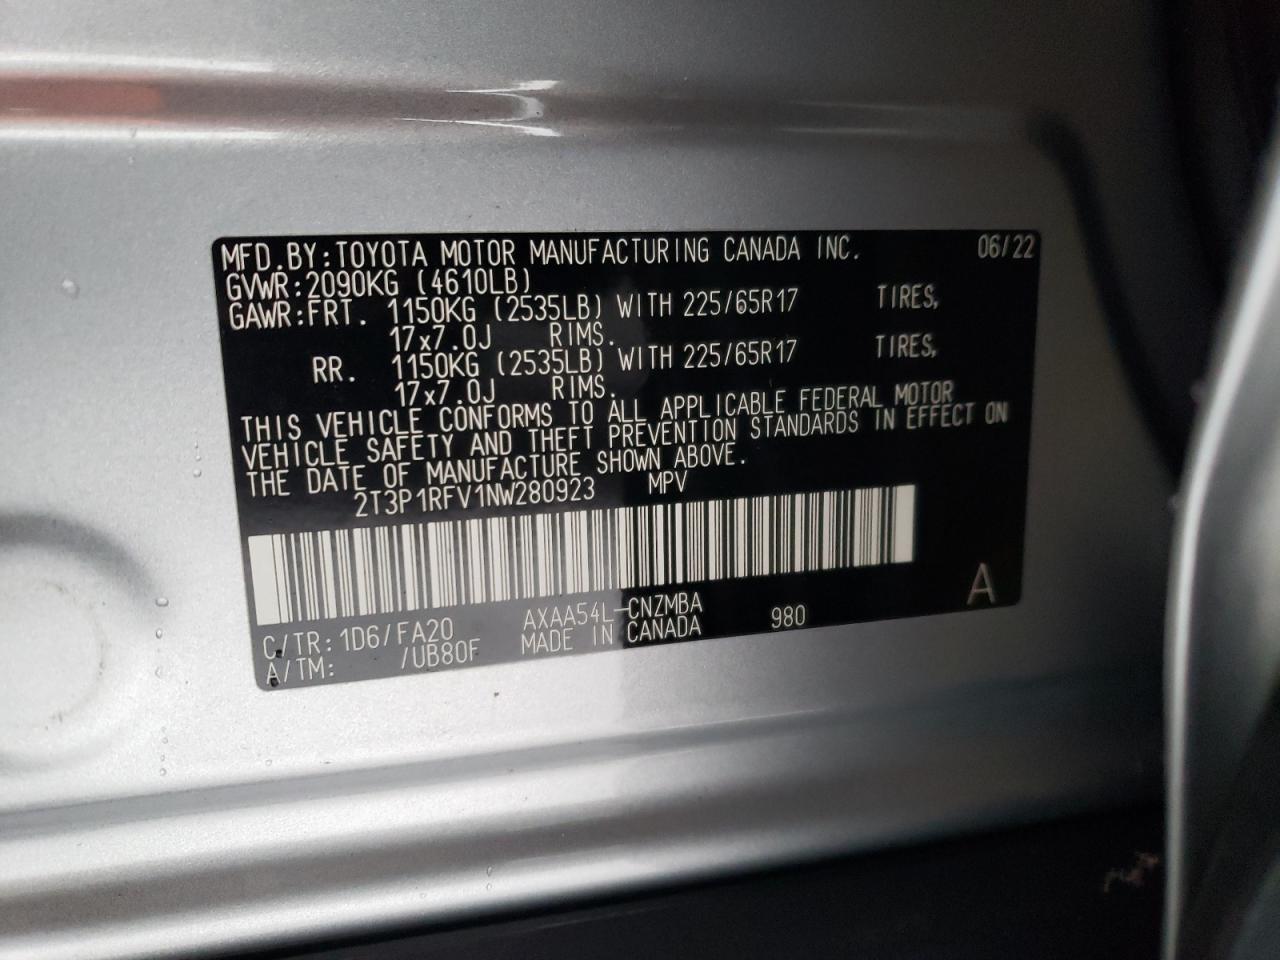 MFD.BY:TOYOTA MOTOR MANUFACTURING CANADA INC. 06/22
GVWR:2090KG (4610LB)
GAWR:FRT. 1150KG (2535LB) WITH 225/65R17 TIRES,
17x7.0J RIMS.
RR. 1150KG (2535LB) WITH 225/65R17 TIRES,
17x7.0J RIMS.
THIS VEHICLE CONFORMS TO ALL APPLICABLE FEDERAL MOTOR
VEHICLE SAFETY AND THEFT PREVENTION STANDARDS IN EFFECT ON
THE DATE OF MANUFACTURE SHOWN ABOVE.
2T3P1RFV1NW280923 MPV
A
C/TR:1D6/FA20 AXAA54L-CNZMBA 980
A/TM: /UB80F MADE IN CANADA